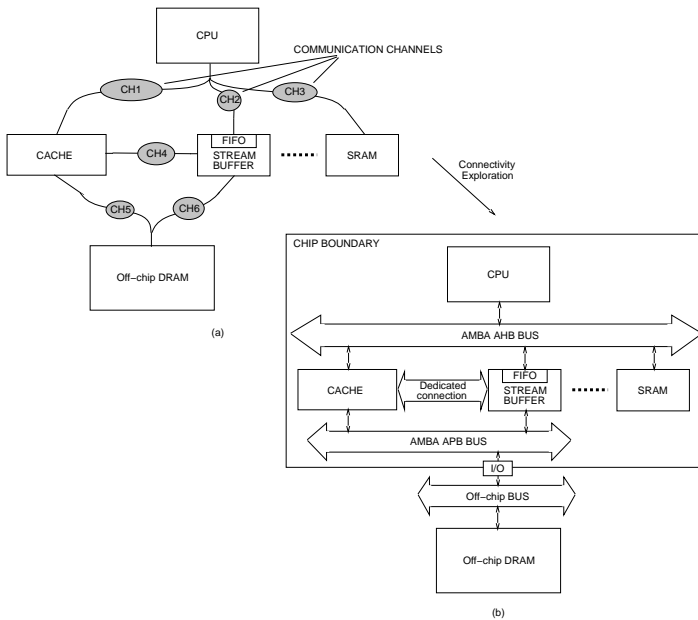 CPU
COMMUNICATION CHANNELS
CH1
CH2
CH3
CACHE
CH4
FIFO
STREAM
BUFFER
SRAM
CH5
CH6
Off−chip DRAM
(a)
Connectivity
Exploration
CHIP BOUNDARY
CPU
AMBA AHB BUS
CACHE
Dedicated
connection
FIFO
STREAM
BUFFER
SRAM
AMBA APB BUS
I/O
Off−chip BUS
Off−chip DRAM
(b)